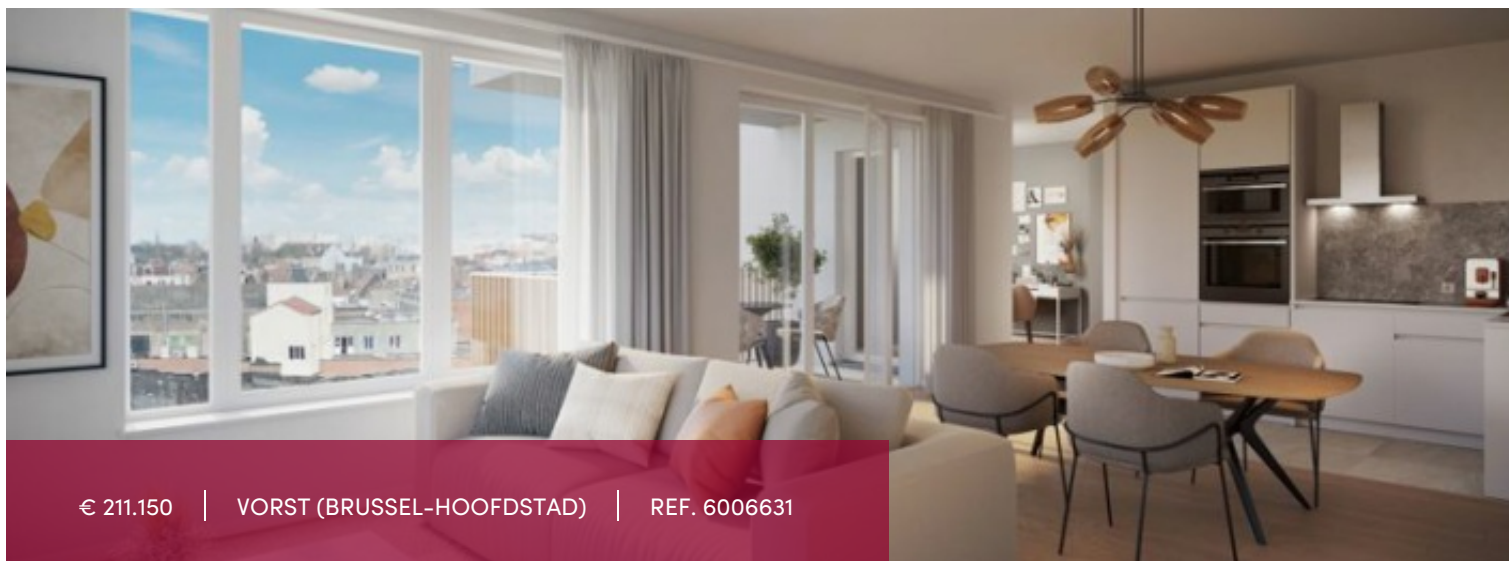 € 211.150 | VORST (BRUSSEL-HOOFDSTAD) | REF. 6006631